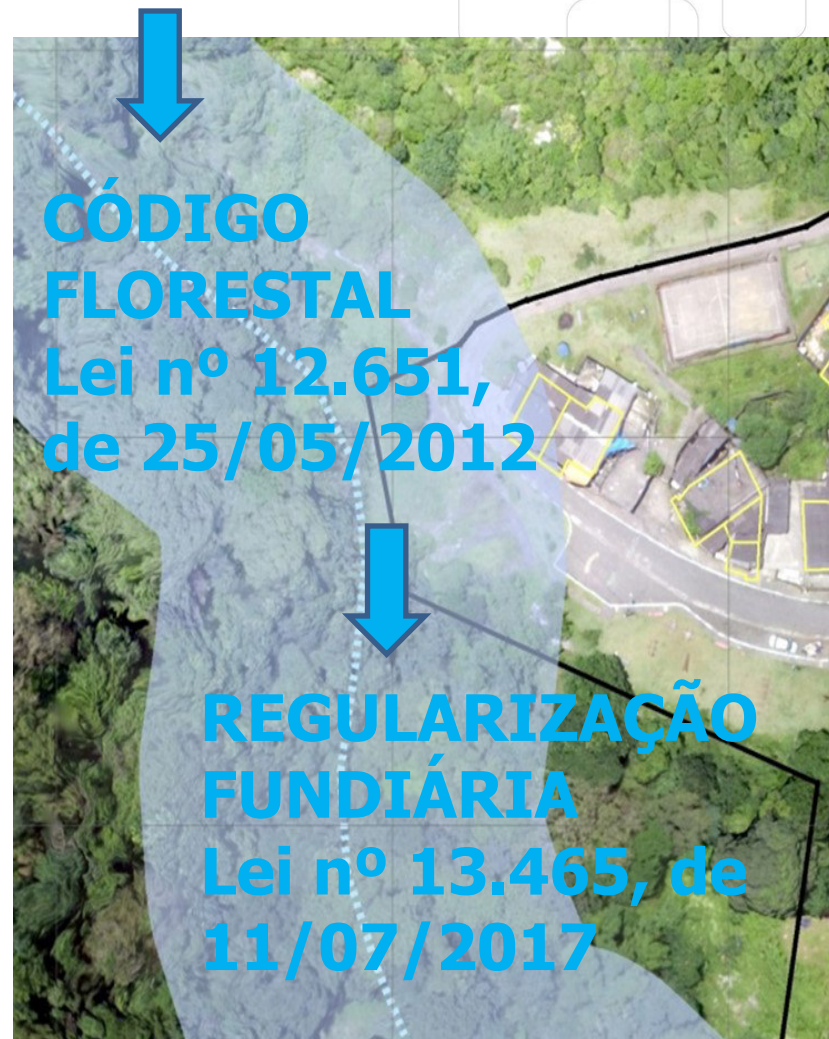 CÓDIGO
FLORESTAL
Lei nº 12.651,
de 25/05/2012
REGULARIZAÇÃO
FUNDIÁRIA
Lei nº 13.465, de
11/07/2017